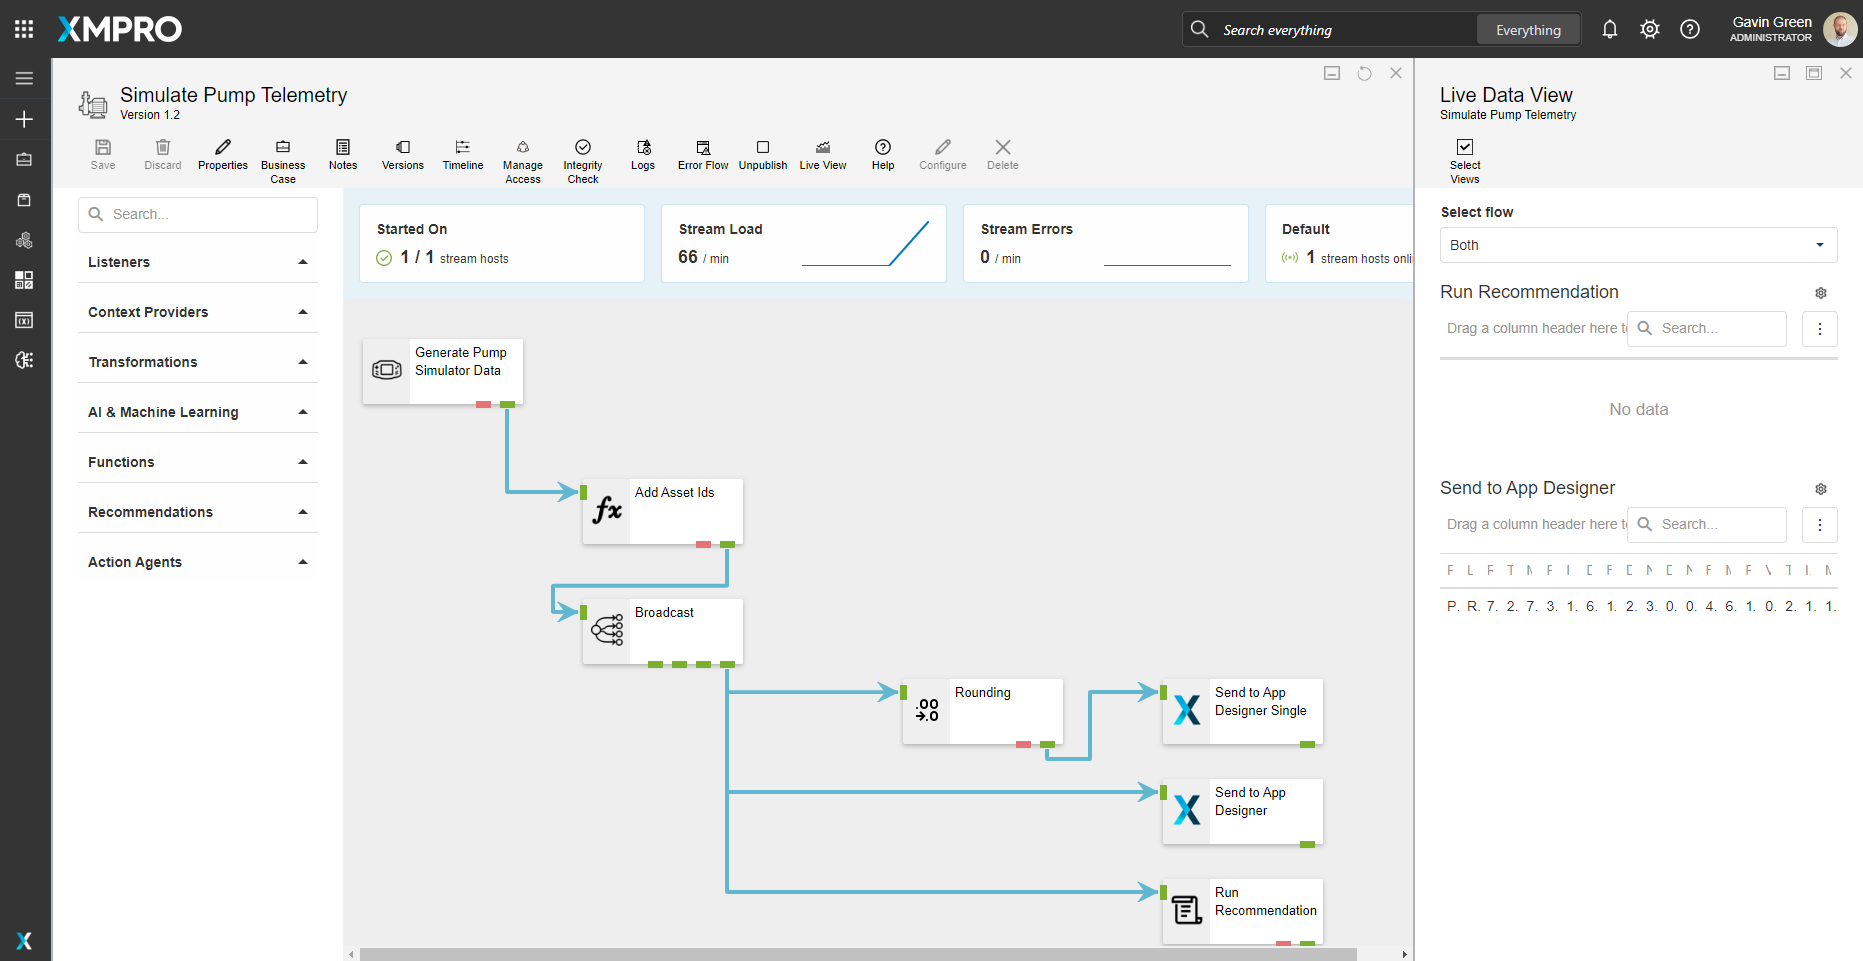 XMPRO
Search everything
Everything
Gavin Green
ADMINISTRATOR
Simulate Pump Telemetry
Version 1.2
Save
Discard
Properties
Business
Case
Notes
Versions
Timeline
Manage
Access
Integrity
Check
Logs
Error Flow
Unpublish
Live View
Help
Configure
Delete
Search...
Listeners
Context Providers
Transformations
AI & Machine Learning
Functions
Recommendations
Action Agents
Started On
1 / 1 stream hosts
Stream Load
66 / min
Stream Errors
0 / min
Default
1 stream hosts onli
Generate Pump
Simulator Data
fx
Add Asset Ids
Broadcast
.00
→.0
Rounding
Send to App
Designer Single
Send to App
Designer
Run
Recommendation
Live Data View
Simulate Pump Telemetry
Select
Views
Select flow
Both
Run Recommendation
Drag a column header here t
Search...
No data
Send to App Designer
Drag a column header here t
Search...
P. R. 7. 2. 7. 3. 1. 6. 1. 2. 3. 0. 0. 4. 6. 1. 0. 2. 1. 1.